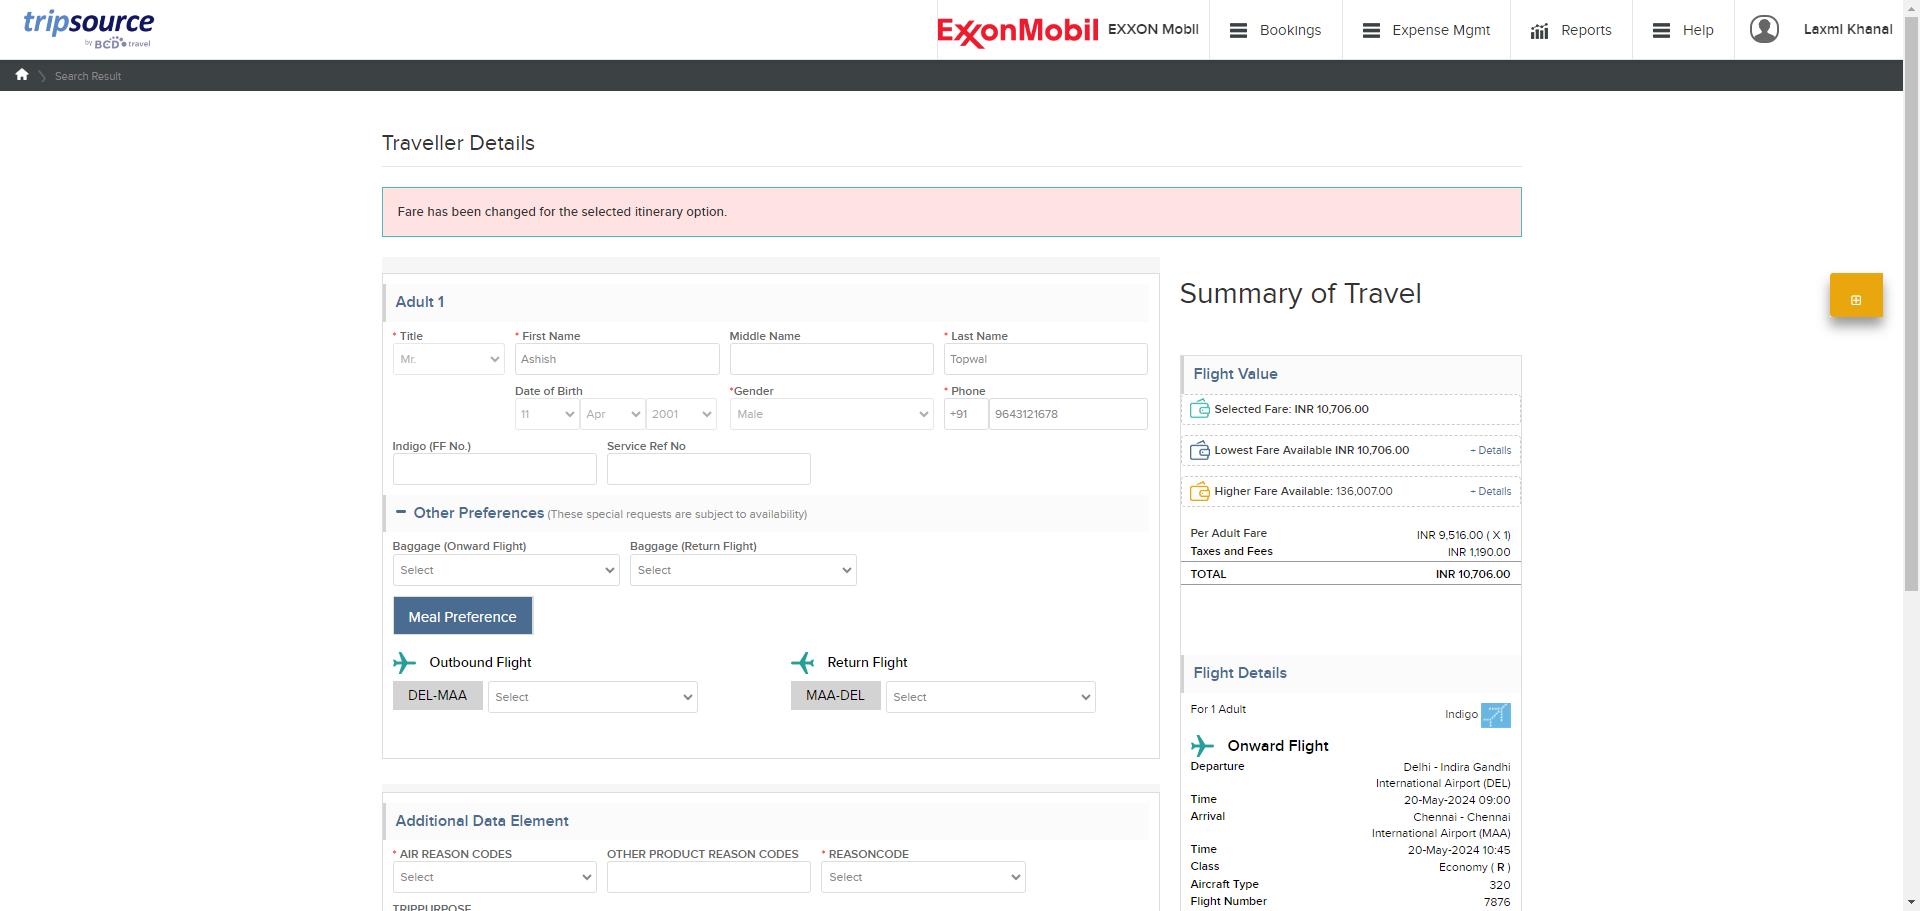 tripsource
by BCD travel
ExxonMobil
EXXON Mobil
Bookings
Expense Mgmt
Reports
Help
Laxmi Khanal
Search Result
Traveller Details
Fare has been changed for the selected itinerary option.
Adult 1
* Title
* First Name
Middle Name
* Last Name
Mr.
Ashish
Topwal
Date of Birth
*Gender
* Phone
11
Apr
2001
Male
+91
9643121678
Indigo (FF No.)
Service Ref No
Other Preferences (These special requests are subject to availability)
Baggage (Onward Flight)
Baggage (Return Flight)
Select
Select
Meal Preference
Outbound Flight
Return Flight
DEL-MAA
Select
MAA-DEL
Select
Additional Data Element
* AIR REASON CODES
OTHER PRODUCT REASON CODES
* REASONCODE
Select
Select
TRIPPURPOSE
Summary of Travel
Flight Value
Selected Fare: INR 10,706.00
Lowest Fare Available INR 10,706.00
+ Details
Higher Fare Available: 136,007.00
+ Details
Per Adult Fare
INR 9,516.00 ( X 1)
Taxes and Fees
INR 1,190.00
TOTAL
INR 10,706.00
Flight Details
For 1 Adult
Indigo
Onward Flight
Departure
Delhi - Indira Gandhi
International Airport (DEL)
Time
20-May-2024 09:00
Arrival
Chennai - Chennai
International Airport (MAA)
Time
20-May-2024 10:45
Class
Economy ( R )
Aircraft Type
320
Flight Number
7876